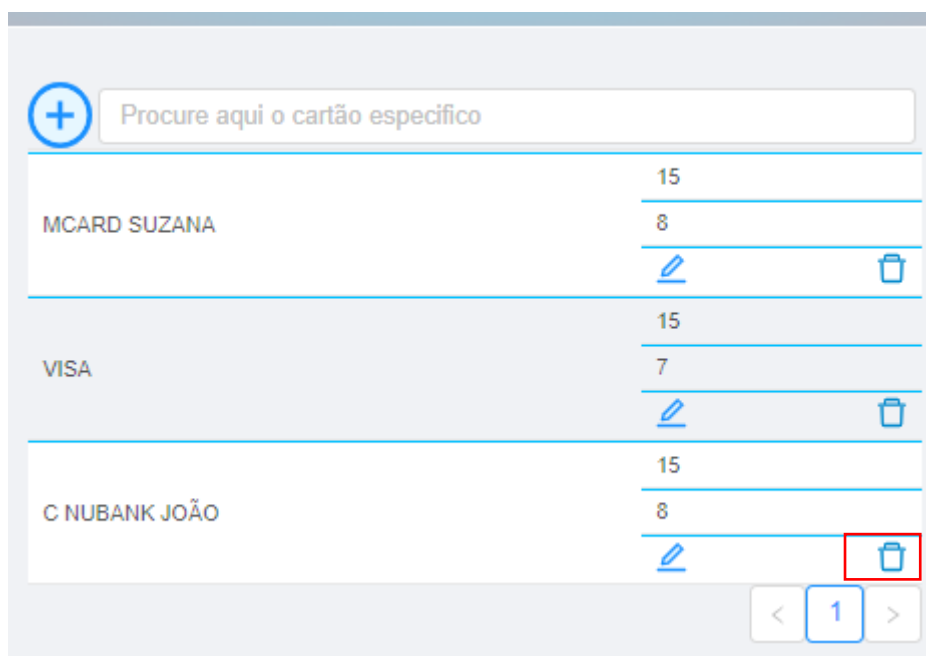 Procure aqui o cartão especifico
15
MCARD SUZANA
8
15
VISA
7
15
C NUBANK JOÃO
8
< 1 >